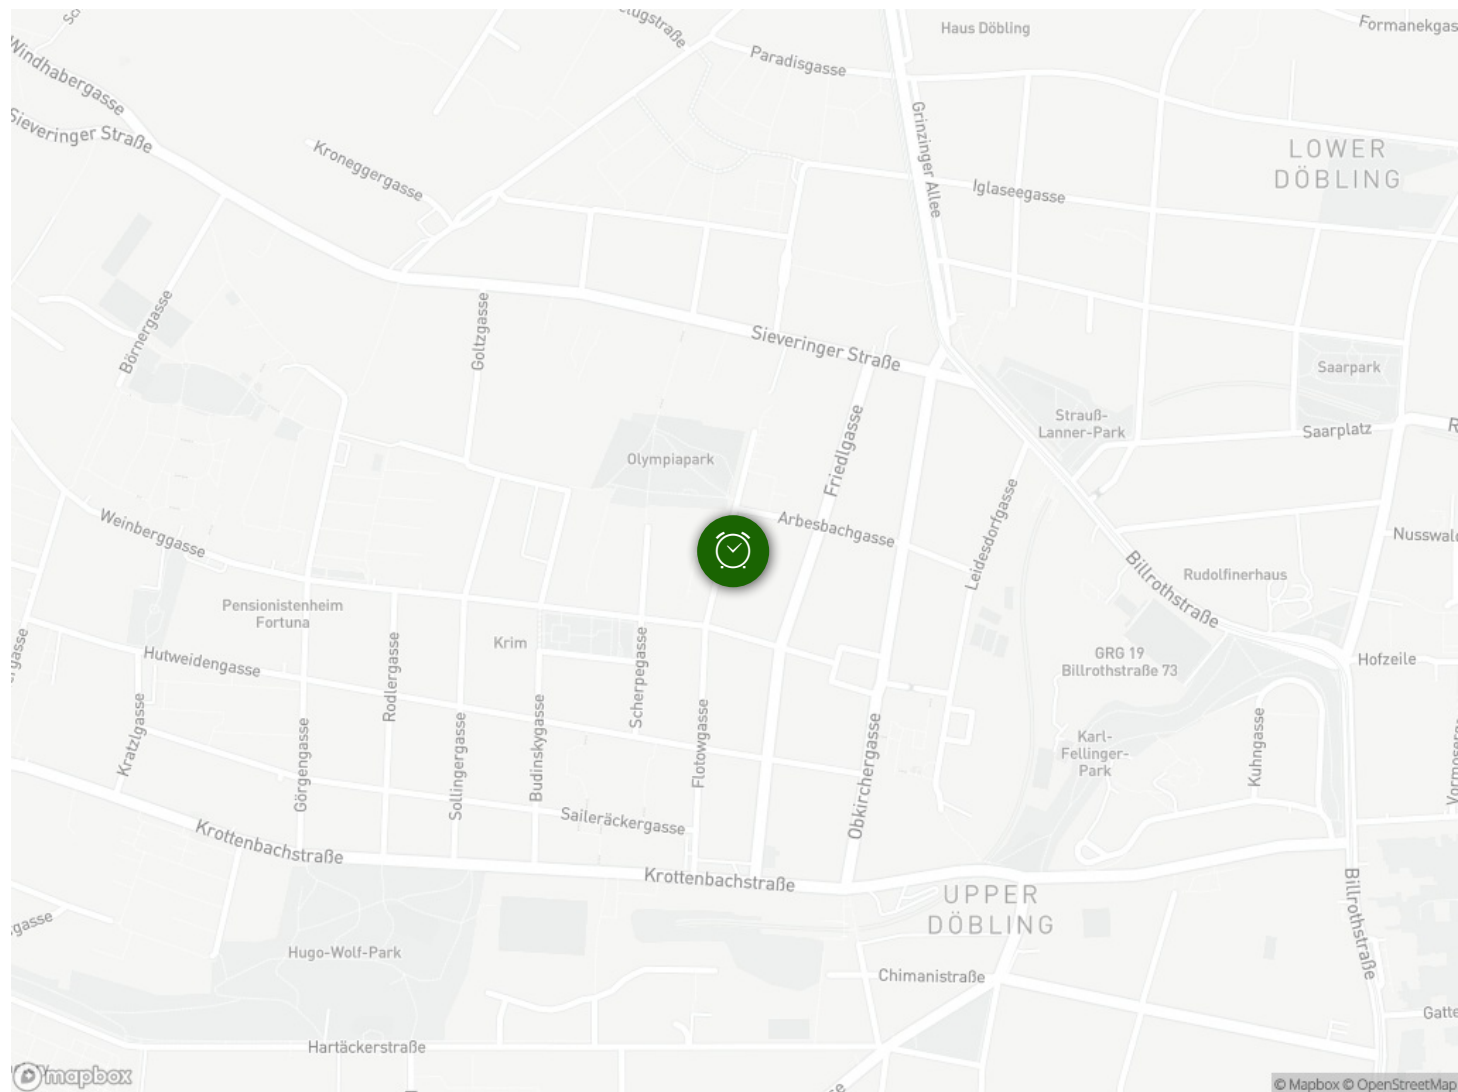 Haus Döbling
Paradisgasse
Windhabergasse
Sieveringer Straße
Kroneggergasse
Grinzinger Allee
LOWER
DÖBLING
Iglaseegasse
Börnergasse
Goltzgasse
Sieveringer Straße
Saarpark
Strauß-
Lanner-Park
Saarplatz
Friedlgasse
Olympiapark
Weinberggasse
Arbesbachgasse
Leidesdorfgasse
Billrothstraße
Rudolfinerhaus
Pensionistenheim
Fortuna
Krim
Hutweidengasse
Rodlergasse
Scherpegasse
GRG 19
Billrothstraße 73
Hofzeile
Kratzlgasse
Görgengasse
Sollingergasse
Budinskygasse
Flotowgasse
Obkirchergasse
Karl-
Fellinger-
Park
Kuhngasse
Saileräckergasse
Krottenbachstraße
Krottenbachstraße
UPPER
DÖBLING
Billrothstraße
Hugo-Wolf-Park
Chimanistraße
Hartäckerstraße
mapbox
© Mapbox © OpenStreetMap